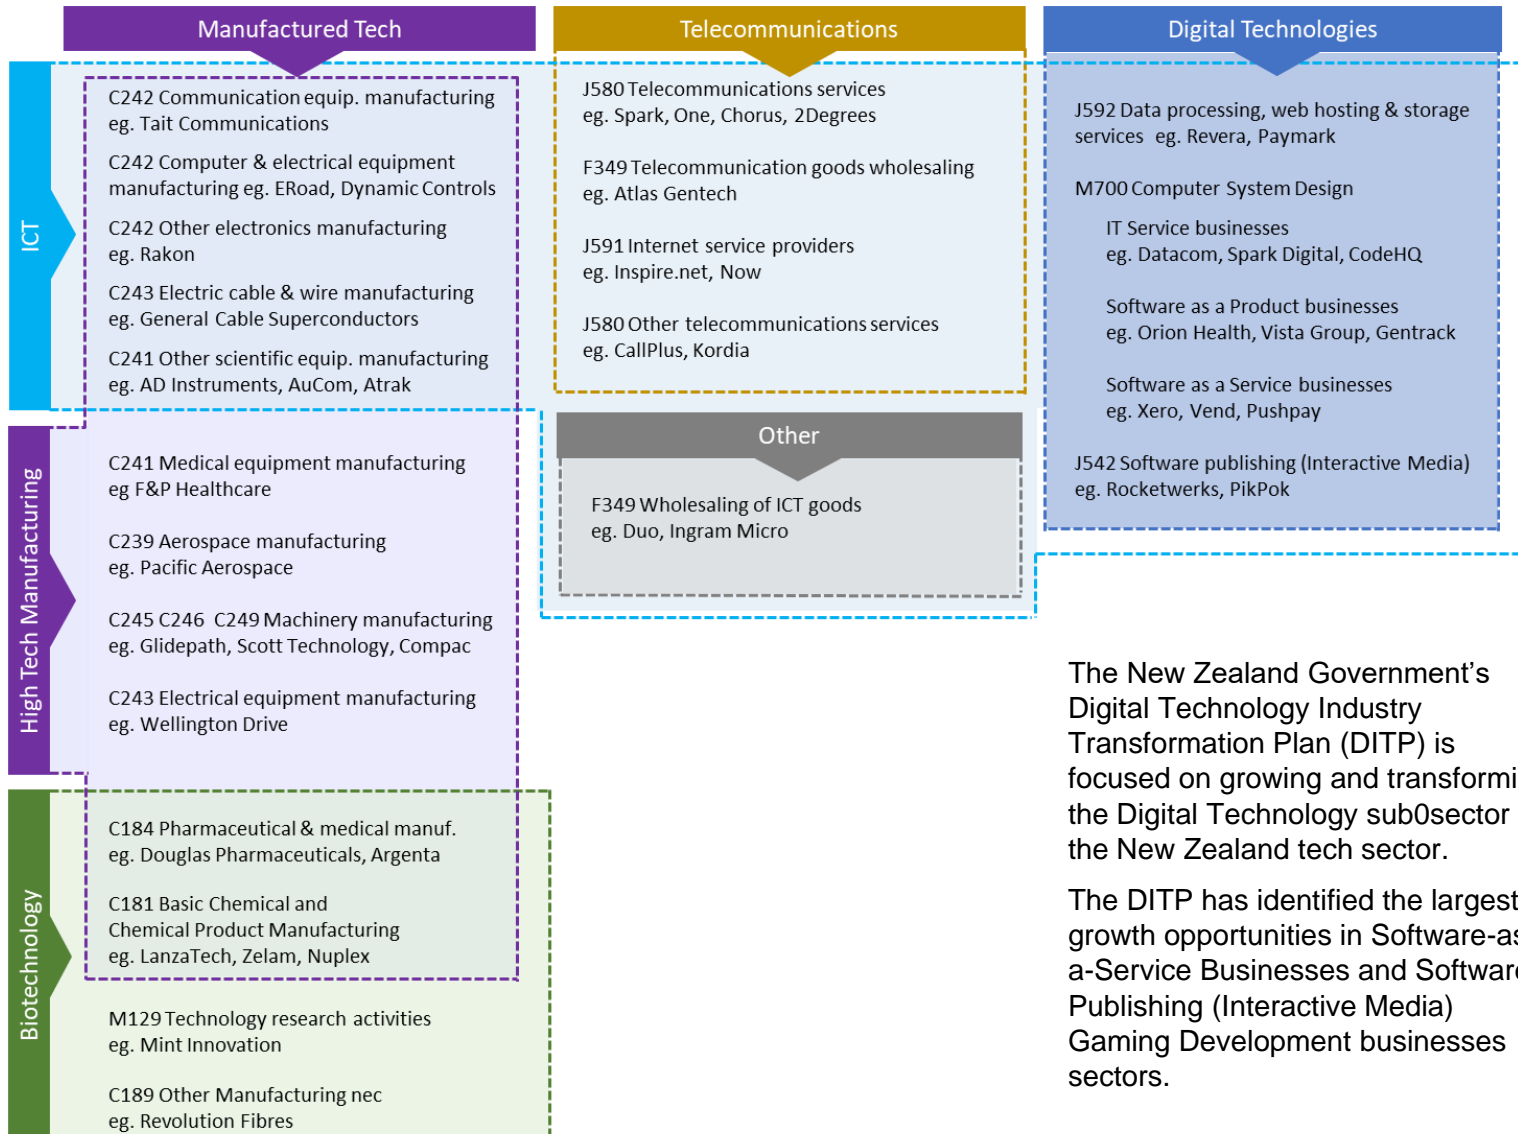 Manufactured Tech
Telecommunications
Digital Technologies
ICT
C242 Communication equip. manufacturing
eg. Tait Communications
C242 Computer & electrical equipment
manufacturing eg. ERoad, Dynamic Controls
C242 Other electronics manufacturing
eg. Rakon
C243 Electric cable & wire manufacturing
eg. General Cable Superconductors
C241 Other scientific equip. manufacturing
eg. AD Instruments, AuCom, Atrak
High Tech Manufacturing
C241 Medical equipment manufacturing
eg F&P Healthcare
C239 Aerospace manufacturing
eg. Pacific Aerospace
C245 C246 C249 Machinery manufacturing
eg. Glidepath, Scott Technology, Compac
C243 Electrical equipment manufacturing
eg. Wellington Drive
Biotechnology
C184 Pharmaceutical & medical manuf.
eg. Douglas Pharmaceuticals, Argenta
C181 Basic Chemical and
Chemical Product Manufacturing
eg. LanzaTech, Zelam, Nuplex
M129 Technology research activities
eg. Mint Innovation
C189 Other Manufacturing nec
eg. Revolution Fibres
J580 Telecommunications services
eg. Spark, One, Chorus, 2Degrees
F349 Telecommunication goods wholesaling
eg. Atlas Gentech
J591 Internet service providers
eg. Inspire.net, Now
J580 Other telecommunications services
eg. CallPlus, Kordia
Other
F349 Wholesaling of ICT goods
eg. Duo, Ingram Micro
J592 Data processing, web hosting & storage
services eg. Revera, Paymark
M700 Computer System Design
IT Service businesses
eg. Datacom, Spark Digital, CodeHQ
Software as a Product businesses
eg. Orion Health, Vista Group, Gentrack
Software as a Service businesses
eg. Xero, Vend, Pushpay
J542 Software publishing (Interactive Media)
eg. Rocketwerks, PikPok
The New Zealand Government’s
Digital Technology Industry
Transformation Plan (DITP) is
focused on growing and transformi
the Digital Technology sub0sector
the New Zealand tech sector.
The DITP has identified the largest
growth opportunities in Software-as
a-Service Businesses and Software
Publishing (Interactive Media)
Gaming Development businesses
sectors.